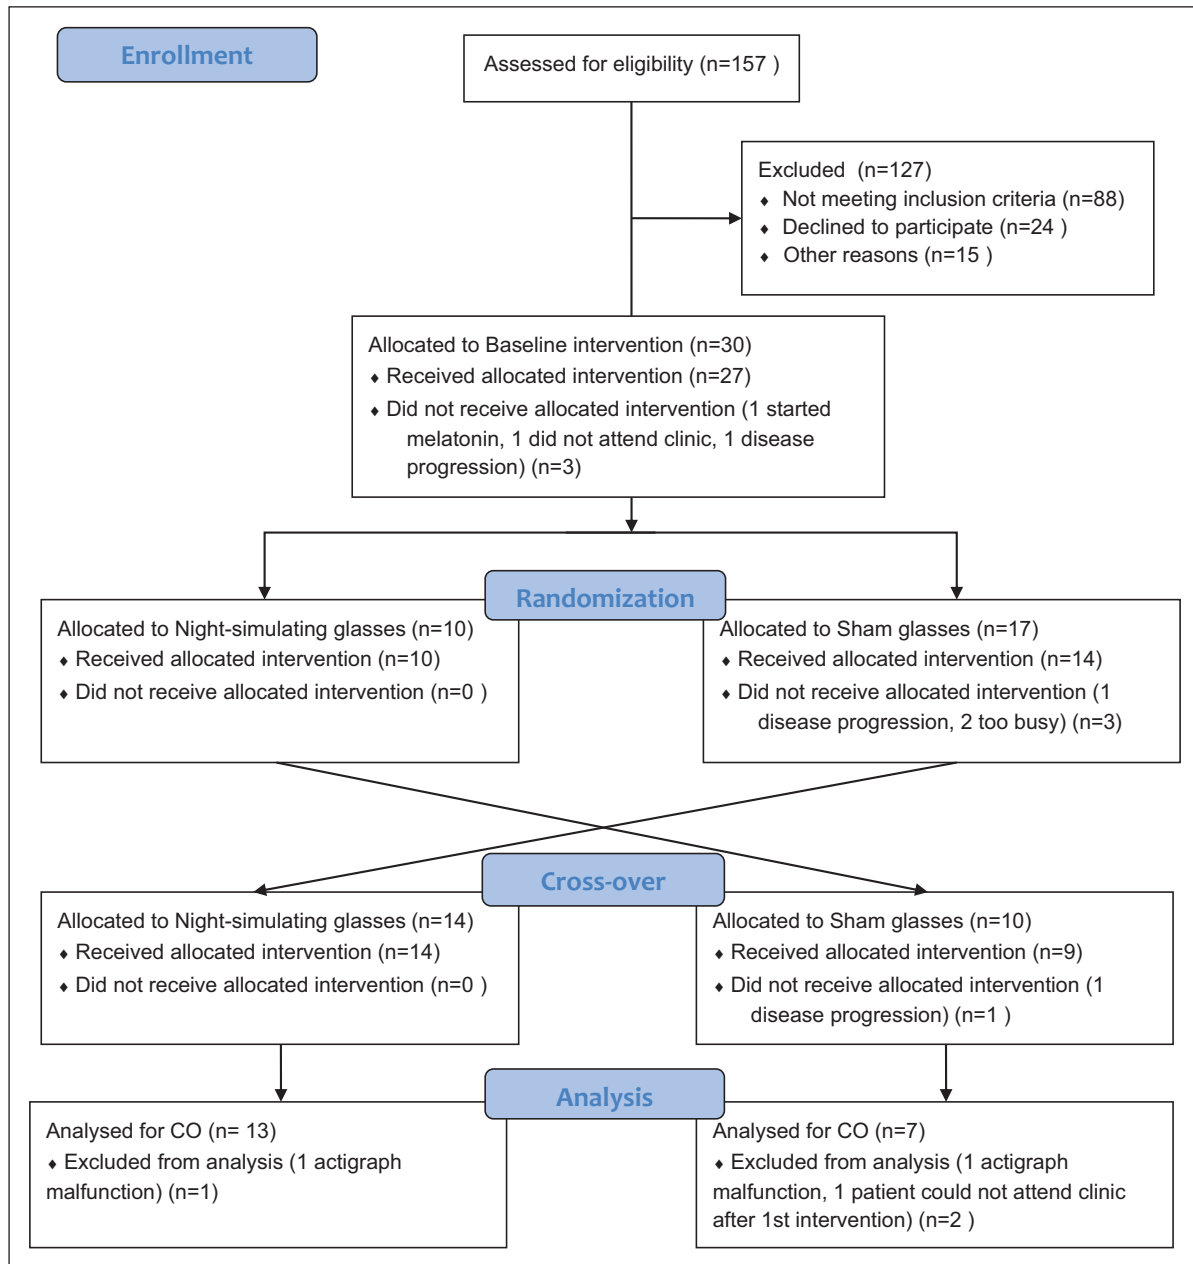 Enrollment
Assessed for eligibility (n=157 )
Excluded (n=127)
♦ Not meeting inclusion criteria (n=88)
♦ Declined to participate (n=24 )
♦ Other reasons (n=15 )
Allocated to Baseline intervention (n=30)
♦ Received allocated intervention (n=27)
♦ Did not receive allocated intervention (1 started
melatonin, 1 did not attend clinic, 1 disease
progression) (n=3)
Randomization
Allocated to Night-simulating glasses (n=10)
♦ Received allocated intervention (n=10)
♦ Did not receive allocated intervention (n=0 )
Allocated to Sham glasses (n=17)
♦ Received allocated intervention (n=14)
♦ Did not receive allocated intervention (1
disease progression, 2 too busy) (n=3)
Cross-over
Allocated to Night-simulating glasses (n=14)
♦ Received allocated intervention (n=14)
♦ Did not receive allocated intervention (n=0 )
Allocated to Sham glasses (n=10)
♦ Received allocated intervention (n=9)
♦ Did not receive allocated intervention (1
disease progression) (n=1 )
Analysis
Analysed for CO (n= 13)
♦ Excluded from analysis (1 actigraph
malfunction) (n=1)
Analysed for CO (n=7)
♦ Excluded from analysis (1 actigraph
malfunction, 1 patient could not attend clinic
after 1st intervention) (n=2 )